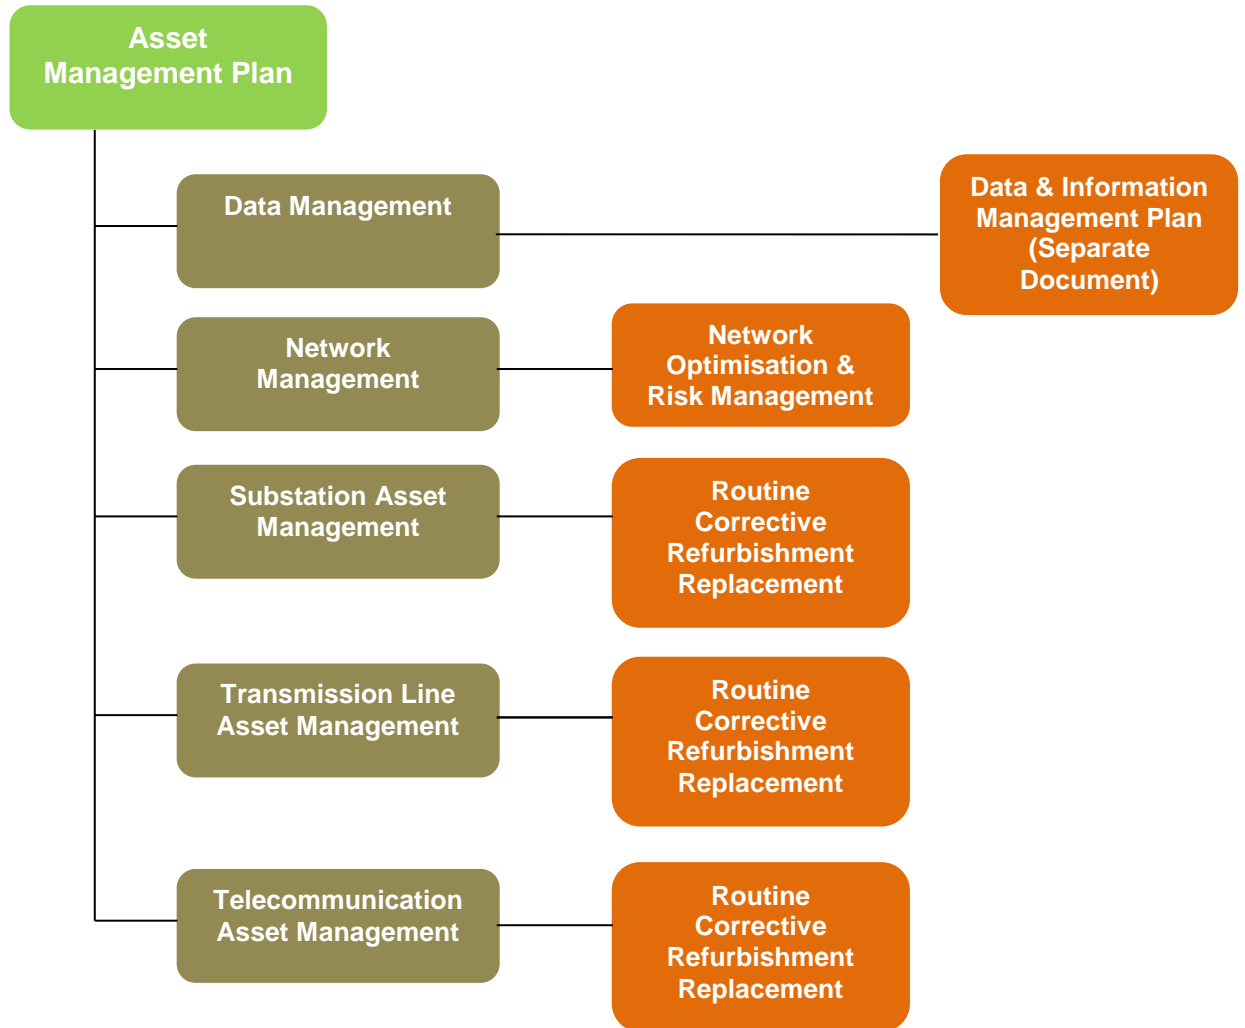 Asset
Management Plan
Data Management
Data & Information
Management Plan
(Separate
Document)
Network
Management
Network
Optimisation &
Risk Management
Substation Asset
Management
Routine
Corrective
Refurbishment
Replacement
Transmission Line
Asset Management
Routine
Corrective
Refurbishment
Replacement
Telecommunication
Asset Management
Routine
Corrective
Refurbishment
Replacement